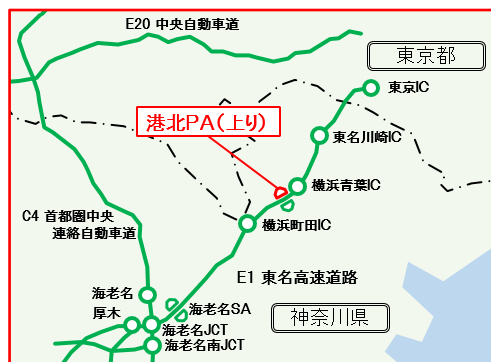 E20 中央自動車道
東京都
東京IC
港北PA(上り)
東名川崎IC
横浜青葉IC
C4 首都圏中央
連絡自動車道
横浜町田IC
E1 東名高速道路
海老名
厚木
海老名SA
神奈川県
海老名JCT
海老名南JCT